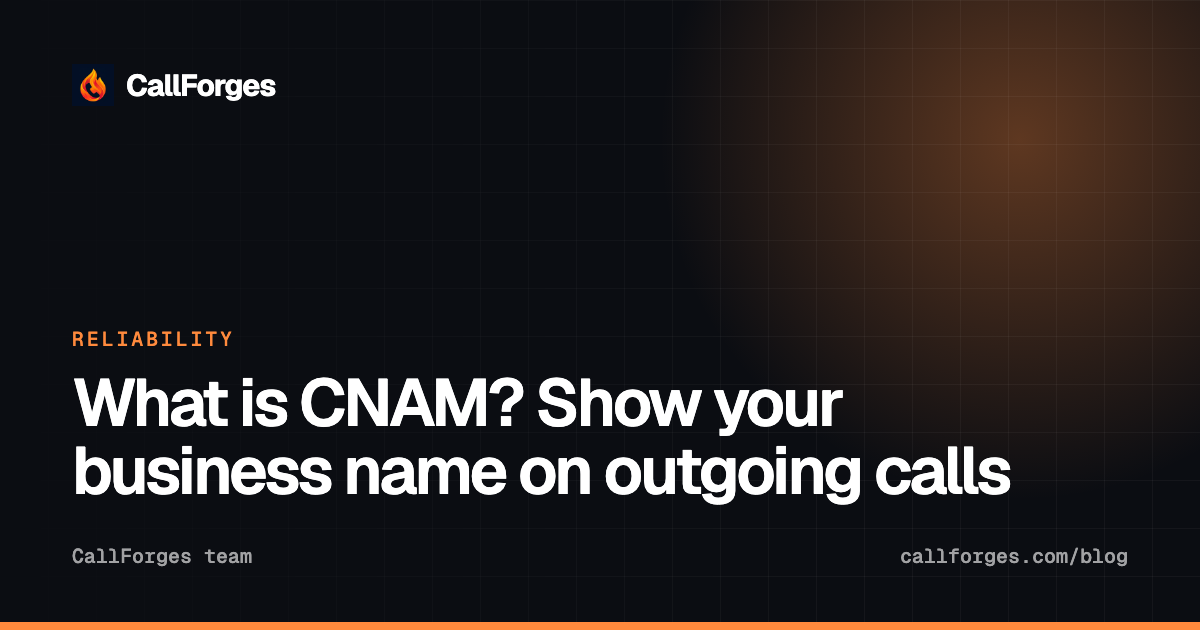 CallForges
RELIABILITY
What is CNAM? Show your
business name on outgoing calls
CallForges team
callforges.com/blog